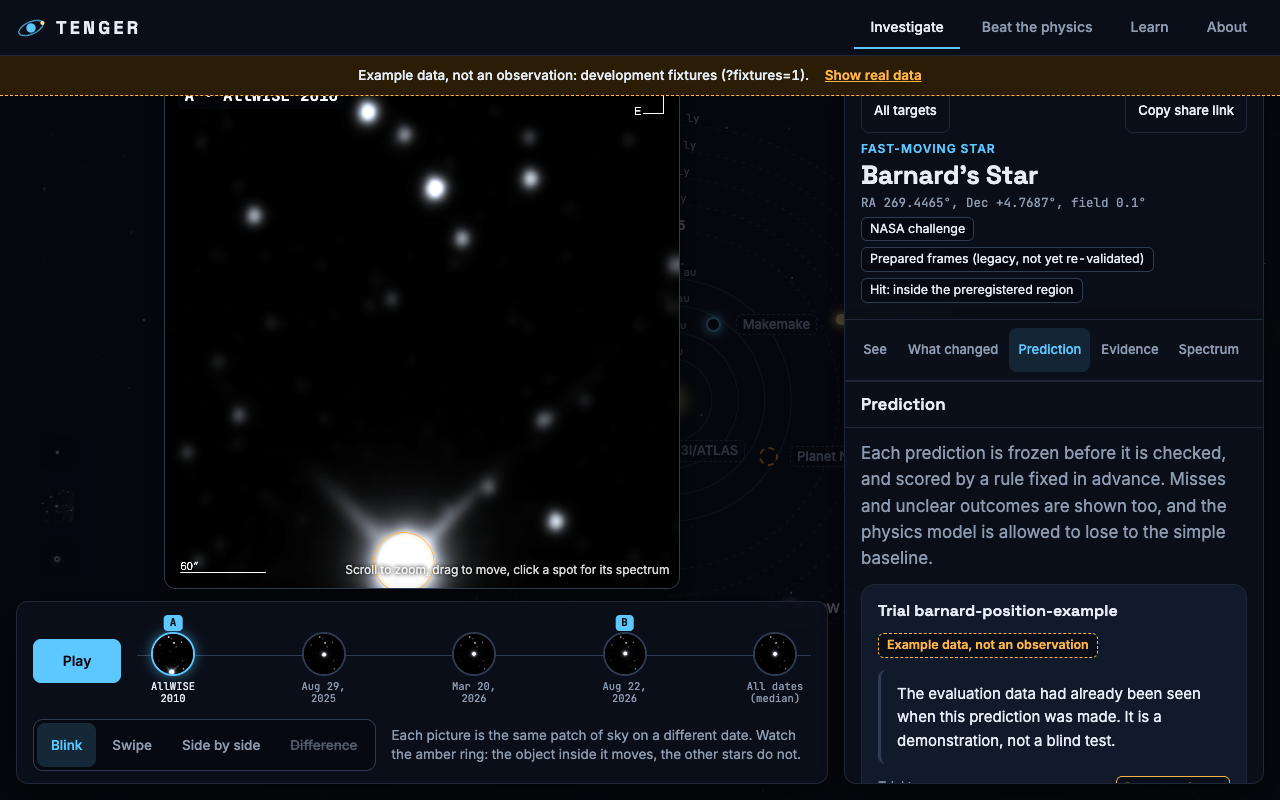 TENGER
Investigate
Beat the physics
Learn
About
Example data, not an observation: development fixtures (?fixtures=1). Show real data
A · AllWISE 2010
E
ly
ly
au
Makemake
3I/ATLAS
Planet
60″
Scroll to zoom, drag to move, click a spot for its spectrum
Play
A
B
AllWISE
2010
Aug 29,
2025
Mar 20,
2026
Aug 22,
2026
All dates
(median)
Blink
Swipe
Side by side
Difference
Each picture is the same patch of sky on a different date. Watch
the amber ring: the object inside it moves, the other stars do not.
All targets
Copy share link
FAST-MOVING STAR
Barnard's Star
RA 269.4465°, Dec +4.7687°, field 0.1°
NASA challenge
Prepared frames (legacy, not yet re-validated)
Hit: inside the preregistered region
See
What changed
Prediction
Evidence
Spectrum
Prediction
Each prediction is frozen before it is checked,
and scored by a rule fixed in advance. Misses
and unclear outcomes are shown too, and the
physics model is allowed to lose to the simple
baseline.
Trial barnard-position-example
Example data, not an observation
The evaluation data had already been seen
when this prediction was made. It is a
demonstration, not a blind test.